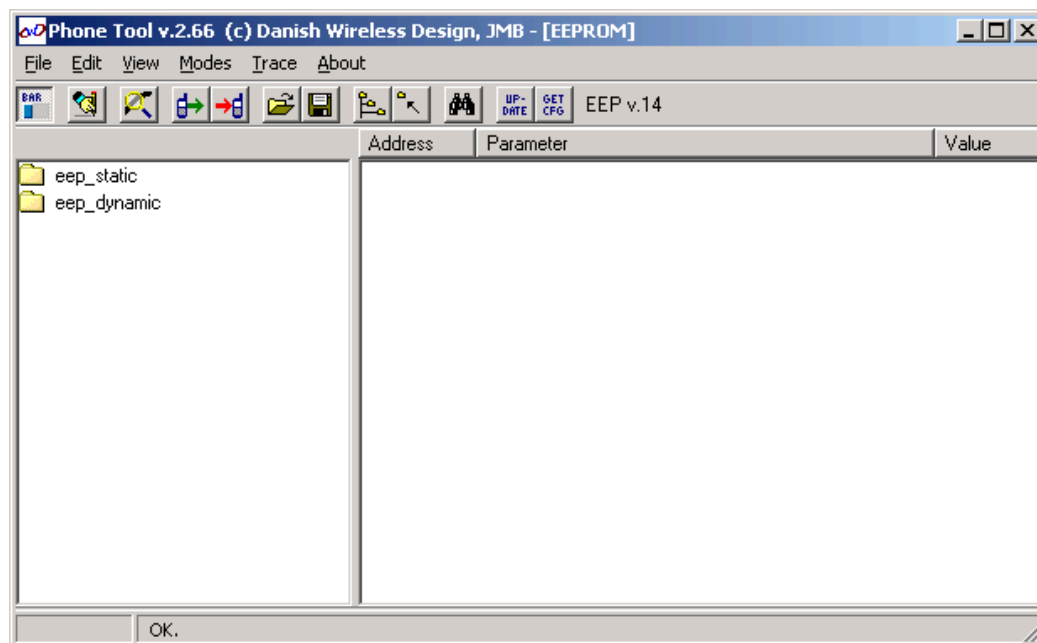 Phone Tool v.2.66 (c) Danish Wireless Design, JMB - [EEPROM]
File Edit View Modes Trace About
BAR UP-DATE GET CFG EEP v.14
Address Parameter Value
eep_static
eep_dynamic
OK.